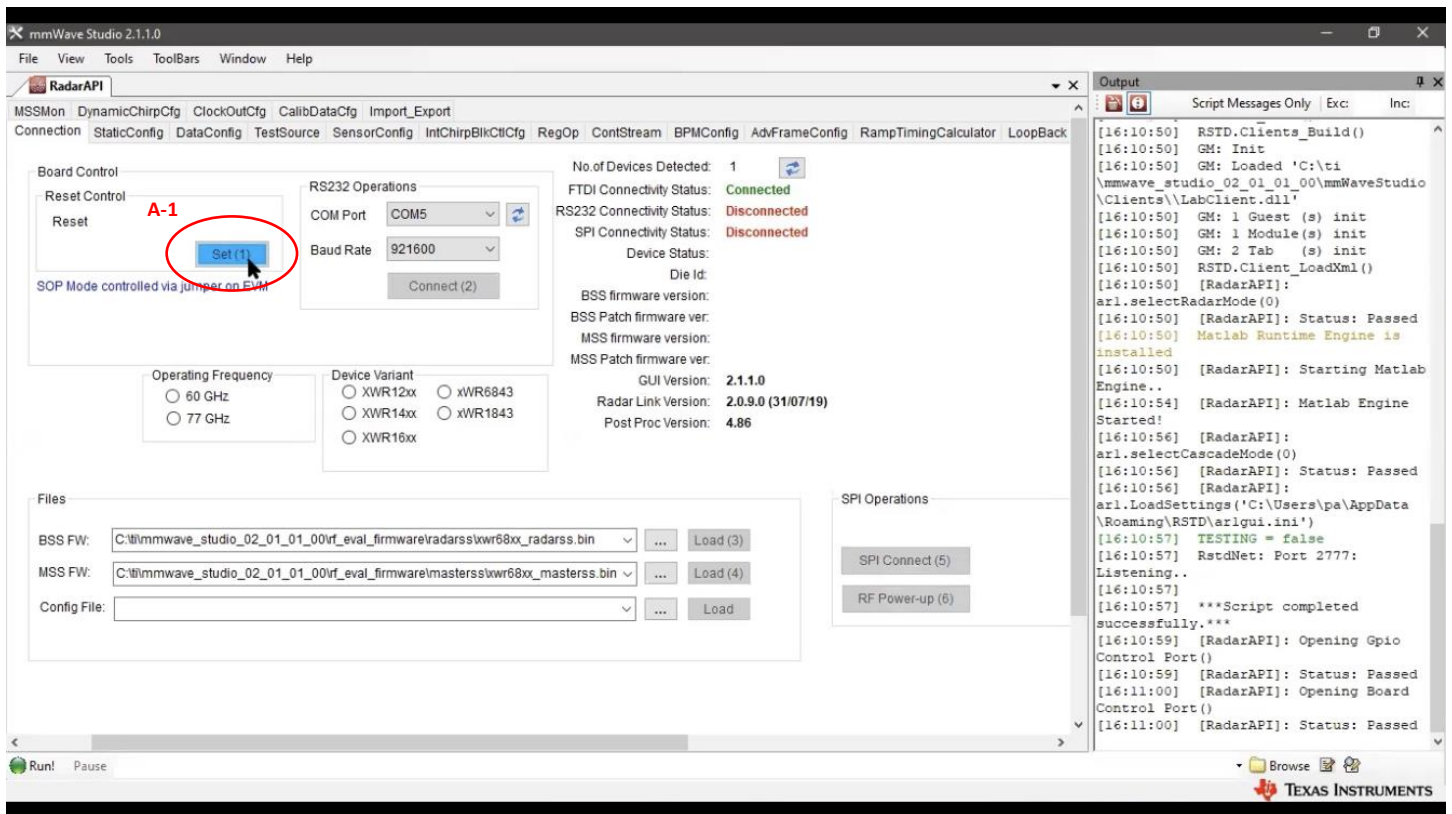 mmWave Studio 2.1.1.0
File View Tools ToolBars Window Help
RadarAPI
MSSMon DynamicChirpCfg ClockOutCfg CalibDataCfg Import_Export
Connection StaticConfig DataConfig TestSource SensorConfig IntChirpBlkCtlCfg RegOp ContStream BPMConfig AdvFrameConfig RampTimingCalculator LoopBack
Board Control
Reset Control
Reset
A-1
Set (1)
SOP Mode controlled via jumper on EVM
RS232 Operations
COM Port COM5
Baud Rate 921600
Connect (2)
No.of Devices Detected: 1
FTDI Connectivity Status: Connected
RS232 Connectivity Status: Disconnected
SPI Connectivity Status: Disconnected
Device Status:
Die Id:
BSS firmware version:
BSS Patch firmware ver:
MSS firmware version:
MSS Patch firmware ver:
GUI Version: 2.1.1.0
Radar Link Version: 2.0.9.0 (31/07/19)
Post Proc Version: 4.86
Operating Frequency
60 GHz
77 GHz
Device Variant
XWR12xx xWR6843
XWR14xx xWR1843
XWR16xx
Files
BSS FW: C:\ti\mmwave_studio_02_01_01_00\rf_eval_firmware\radarss\xwr68xx_radarss.bin ... Load (3)
MSS FW: C:\ti\mmwave_studio_02_01_01_00\rf_eval_firmware\masterss\xwr68xx_masterss.bin ... Load (4)
Config File: ... Load
SPI Operations
SPI Connect (5)
RF Power-up (6)
Output
Script Messages Only Exc: Inc:
[16:10:50] RSTD.Clients_Build()
[16:10:50] GM: Init
[16:10:50] GM: Loaded 'C:\ti
\mmwave_studio_02_01_01_00\mmWaveStudio
\Clients\\LabClient.dll'
[16:10:50] GM: 1 Guest (s) init
[16:10:50] GM: 1 Module(s) init
[16:10:50] GM: 2 Tab (s) init
[16:10:50] RSTD.Client_LoadXml()
[16:10:50] [RadarAPI]:
ar1.selectRadarMode(0)
[16:10:50] [RadarAPI]: Status: Passed
[16:10:50] Matlab Runtime Engine is
installed
[16:10:50] [RadarAPI]: Starting Matlab
Engine..
[16:10:54] [RadarAPI]: Matlab Engine
Started!
[16:10:56] [RadarAPI]:
ar1.selectCascadeMode(0)
[16:10:56] [RadarAPI]: Status: Passed
[16:10:56] [RadarAPI]:
ar1.LoadSettings('C:\Users\pa\AppData
\Roaming\RSTD\ar1gui.ini')
[16:10:57] TESTING = false
[16:10:57] RstdNet: Port 2777:
Listening..
[16:10:57]
[16:10:57] ***Script completed
successfully.***
[16:10:59] [RadarAPI]: Opening Gpio
Control Port()
[16:10:59] [RadarAPI]: Status: Passed
[16:11:00] [RadarAPI]: Opening Board
Control Port()
[16:11:00] [RadarAPI]: Status: Passed
Run! Pause
Browse
TEXAS INSTRUMENTS